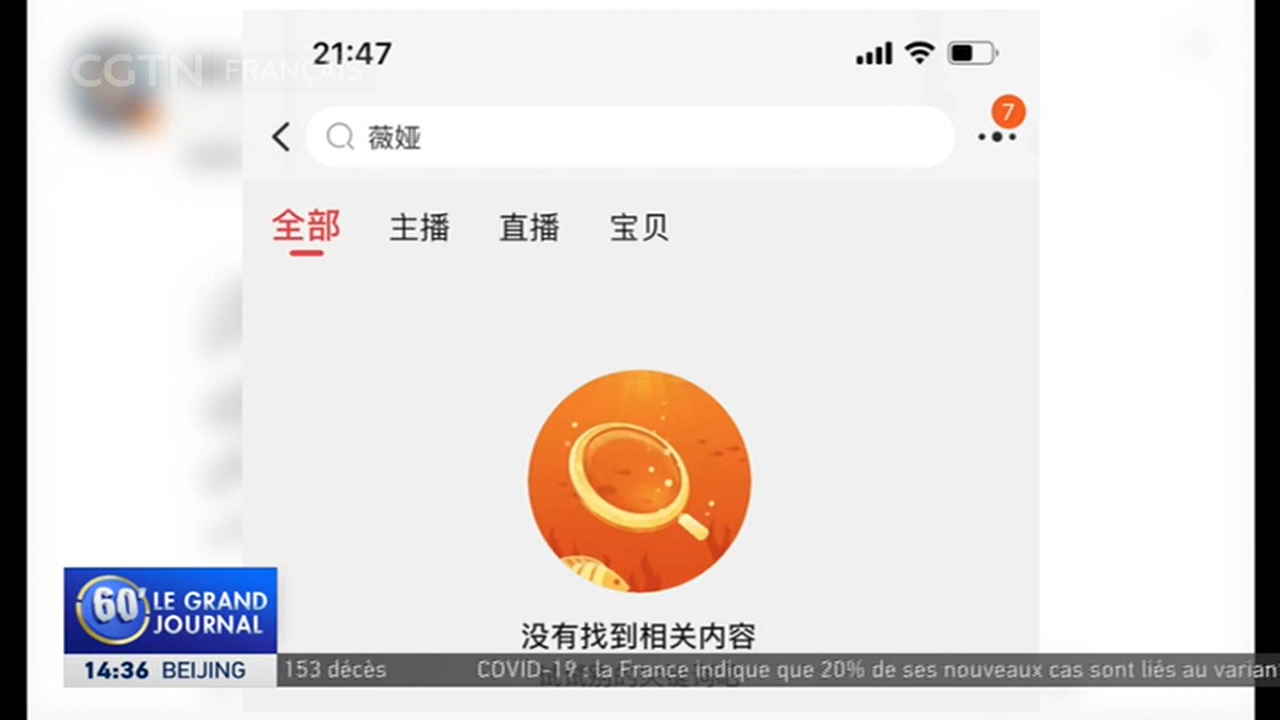 CGTN FRANÇAIS
21:47
薇娅
7
全部 主播 直播 宝贝
没有找到相关内容
60' LE GRAND JOURNAL
14:36 BEIJING
153 décès COVID-19 : la France indique que 20% de ses nouveaux cas sont liés au varian